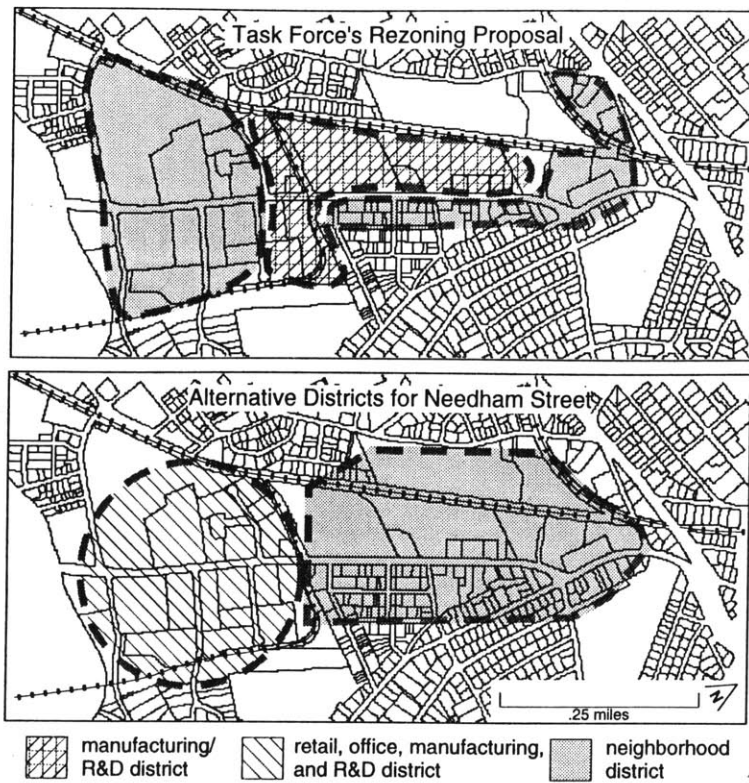 Task Force's Rezoning Proposal
Alternative Districts for Needham Street
.25 miles
N
manufacturing/
R&D district
retail, office, manufacturing,
and R&D district
neighborhood
district